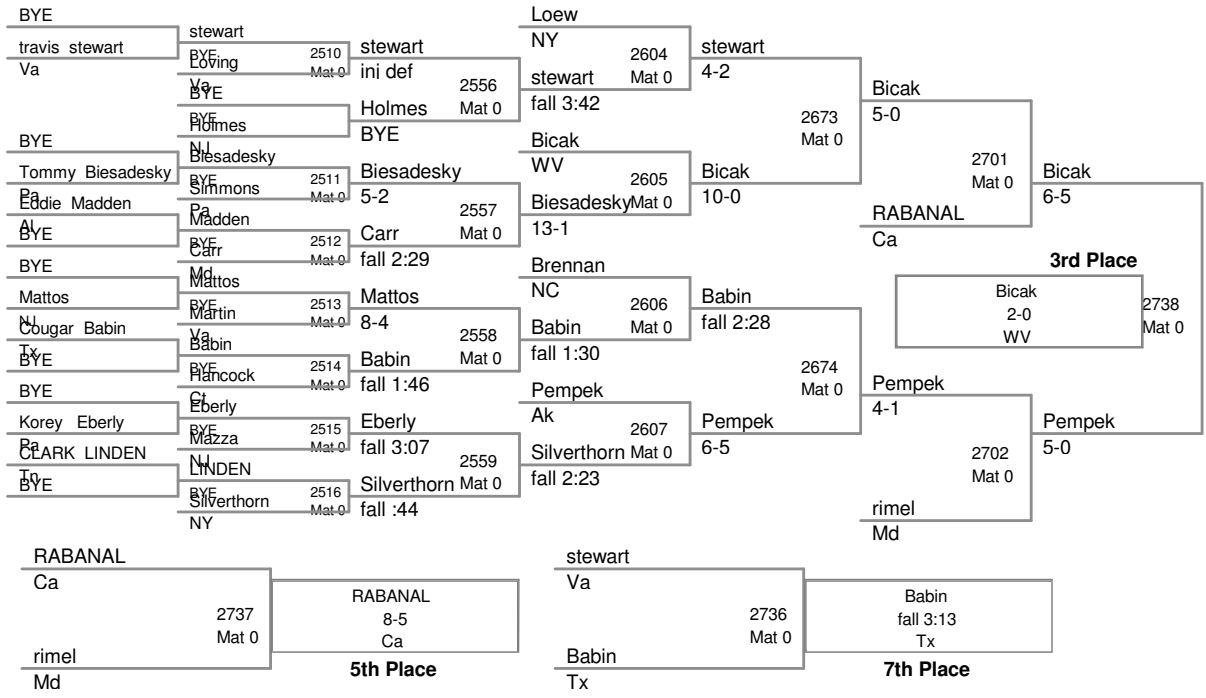 BYE
travis  stewart
Va
BYE
Tommy  Biesadesky
Pa
Eddie  Madden
Al
BYE
BYE
Mattos
NJ
Cougar  Babin
Tx
BYE
BYE
Korey   Eberly
Pa
CLARK  LINDEN
Tn
BYE
stewart
BYE
Loving
Va
2510
Mat 0
BYE
BYE
Holmes
NJ
Biesadesky
BYE
Simmons
Pa
2511
Mat 0
Madden
BYE
Carr
Md
2512
Mat 0
Mattos
BYE
Martin
Va
2513
Mat 0
Babin
BYE
Hancock
Ct
2514
Mat 0
Eberly
BYE
Mazza
NJ
2515
Mat 0
LINDEN
BYE
Silverthorn
NY
2516
Mat 0
stewart
inj def
2556
Mat 0
Holmes
BYE
Biesadesky
5-2
2557
Mat 0
Carr
fall 2:29
Mattos
8-4
2558
Mat 0
Babin
fall 1:46
Eberly
fall 3:07
2559
Mat 0
Silverthorn
fall :44
Loew
NY
2604
Mat 0
stewart
fall 3:42
Bicak
WV
2605
Mat 0
Biesadesky
13-1
Brennan
NC
2606
Mat 0
Babin
fall 1:30
Pempek
Ak
2607
Mat 0
Silverthorn
fall 2:23
stewart
4-2
2673
Mat 0
Bicak
10-0
Babin
fall 2:28
2674
Mat 0
Pempek
6-5
Bicak
5-0
2701
Mat 0
RABANAL
Ca
Pempek
4-1
2702
Mat 0
rimel
Md
Bicak
6-5
3rd Place
Bicak
2-0
WV
2738
Mat 0
Pempek
5-0
RABANAL
Ca
2737
Mat 0
rimel
Md
RABANAL
8-5
Ca
5th Place
stewart
Va
2736
Mat 0
Babin
Tx
Babin
fall 3:13
Tx
7th Place